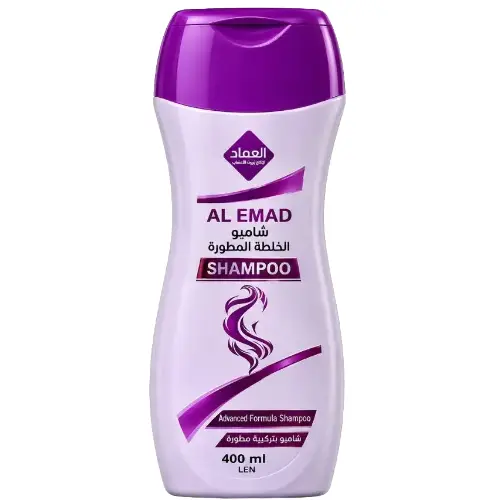 العماد
AL EMAD
شامبو
الخلطة المطورة
SHAMPOO
Advanced Formula Shampoo
شامبو بتركيبة مطورة
400 ml
LEN